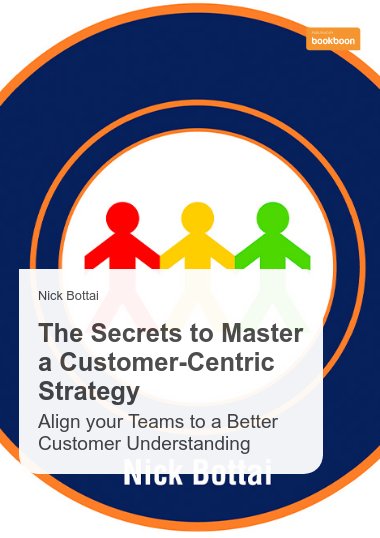 bookboon
Nick Bottai
The Secrets to Master
a Customer-Centric
Strategy
Align your Teams to a Better
Customer Understanding
Nick Bottai